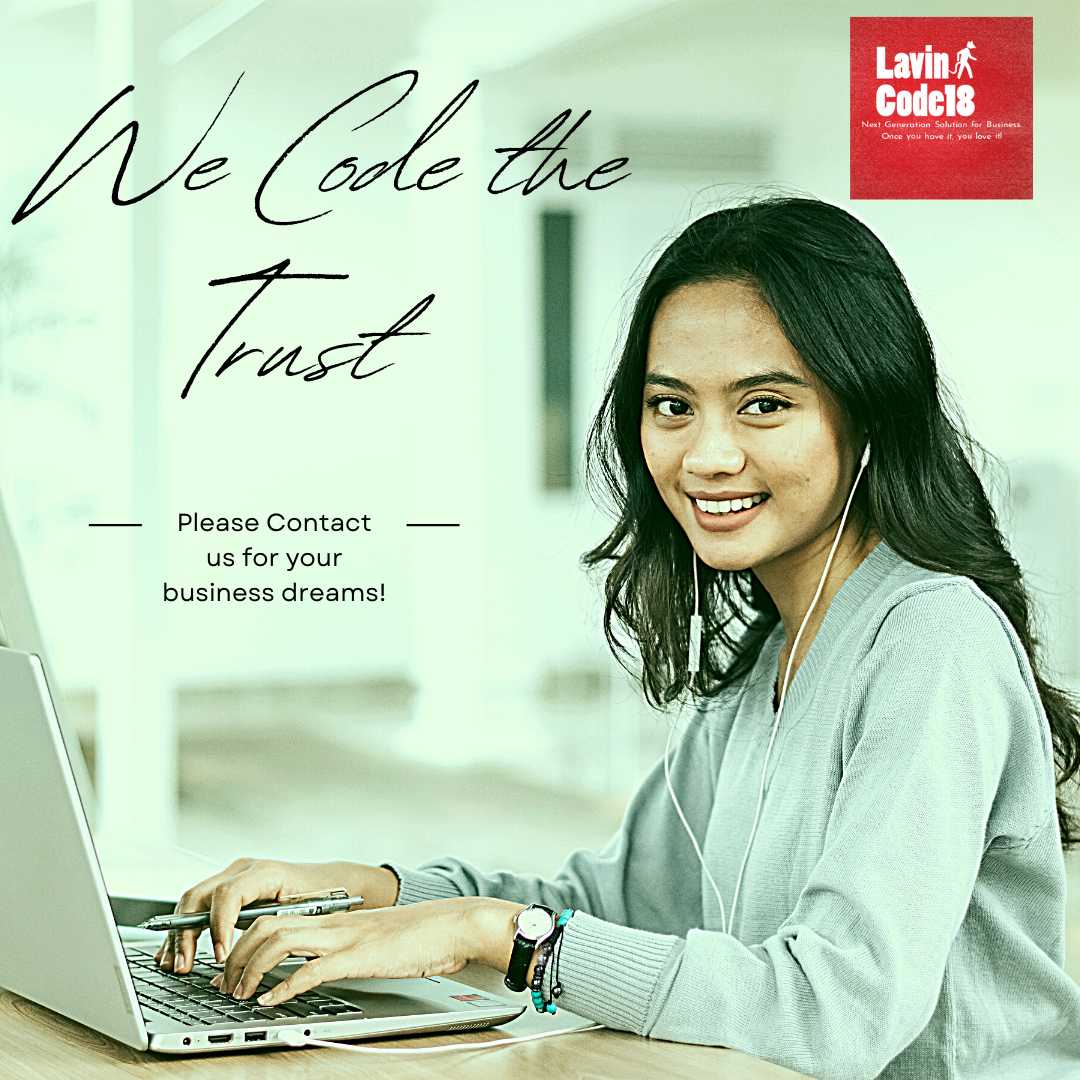 We Code the
Trust
Lavin
Code18
Next Generation Solution for Business.
Once you have it, you love it!
Please Contact
us for your
business dreams!